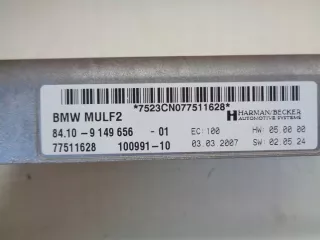 *7523CN077511628*
BMW MULF2
HARMAN/BECKER
AUTOMOTIVE SYSTEMS
84.10 - 9 149 656 - 01 EC: 100 HW: 05.00.00
77511628 100991-10 03.03 2007 SW: 02.05.24